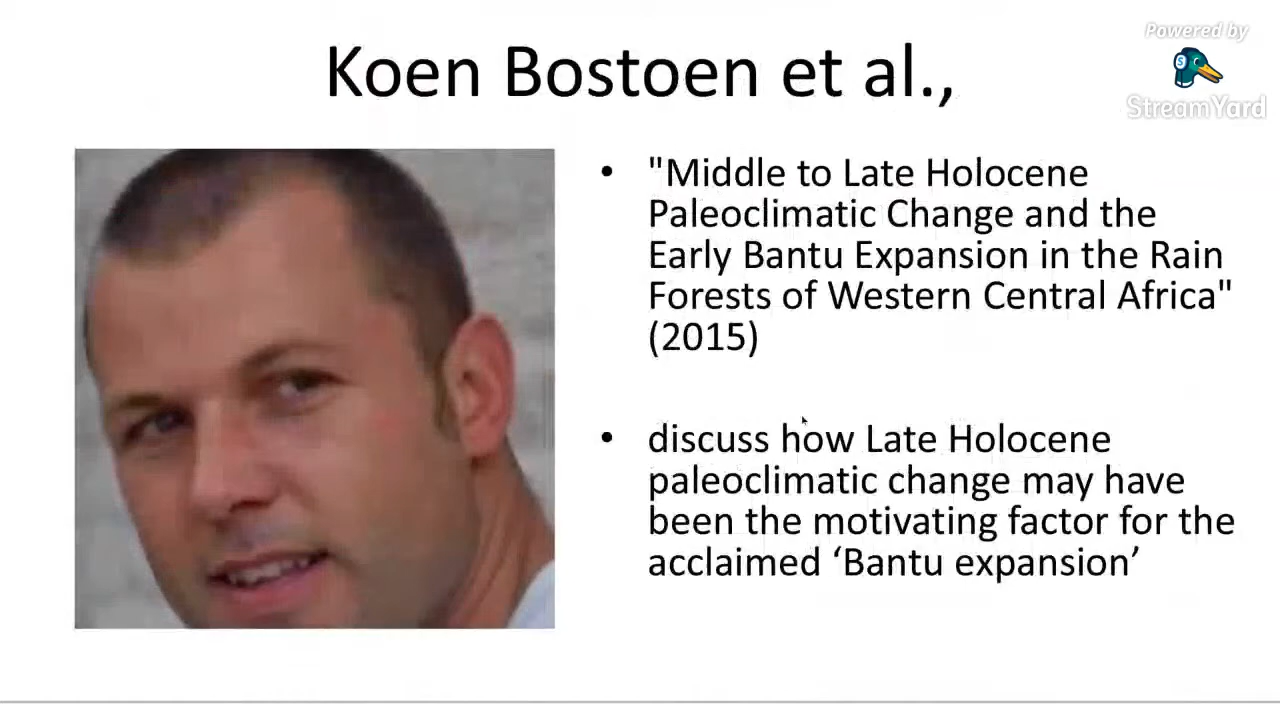 Powered by
StreamYard
Koen Bostoen et al.,
• "Middle to Late Holocene
Paleoclimatic Change and the
Early Bantu Expansion in the Rain
Forests of Western Central Africa"
(2015)
• discuss how Late Holocene
paleoclimatic change may have
been the motivating factor for the
acclaimed ‘Bantu expansion’